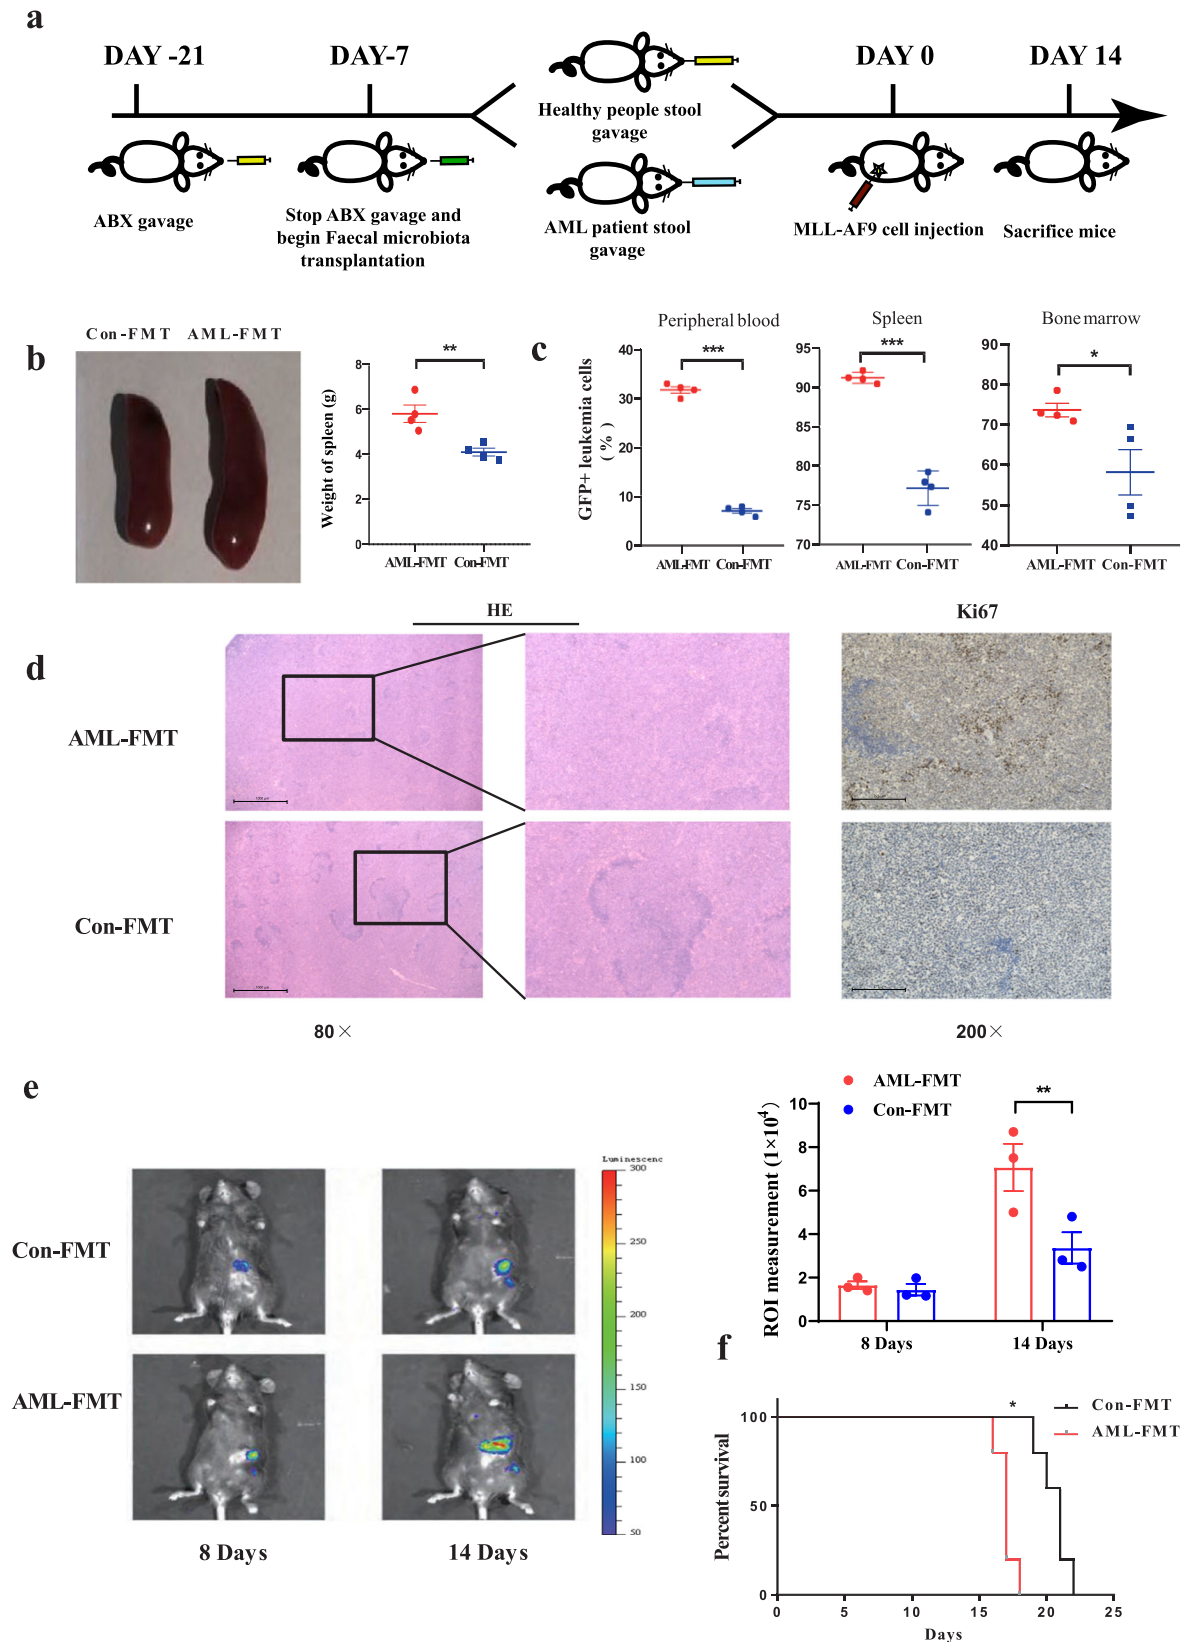 a
DAY -21
DAY-7
DAY 0
DAY 14
Healthy people stool
gavage
ABX gavage
Stop ABX gavage and
begin Faecal microbiota
transplantation
AML patient stool
gavage
MLL-AF9 cell injection
Sacrifice mice
b
Con-FMT AML-FMT
Weight of spleen (g)
8
6
4
2
0
**
AML-FMT Con-FMT
c
Peripheral blood
Spleen
Bone marrow
GFP+ leukemia cells
( % )
40
30
20
10
0
***
AML-FMT Con-FMT
95
90
85
80
75
70
***
AML-FMT Con-FMT
90
80
70
60
50
40
*
AML-FMT Con-FMT
HE
Ki67
d
AML-FMT
1000 µm
Con-FMT
1000 µm
80×
200×
e
Luminescenc
300
250
200
150
100
50
Con-FMT
AML-FMT
8 Days
14 Days
AML-FMT
Con-FMT
ROI measurement (1×10⁴)
10
8
6
4
2
0
**
8 Days
14 Days
f
Percent survival
100
50
0
*
Con-FMT
AML-FMT
0 5 10 15 20 25
Days